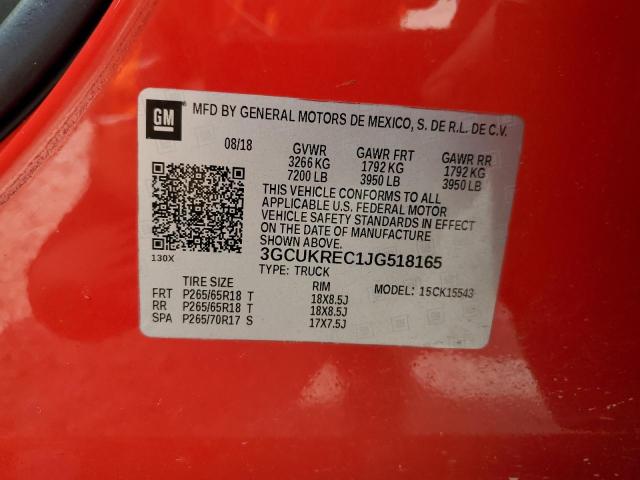 GM MFD BY GENERAL MOTORS DE MEXICO, S. DE R.L. DE C.V.
08/18 GVWR GAWR FRT GAWR RR
3266 KG 1792 KG 1792 KG
7200 LB 3950 LB 3950 LB
THIS VEHICLE CONFORMS TO ALL
APPLICABLE U.S. FEDERAL MOTOR
VEHICLE SAFETY STANDARDS IN EFFECT
ON THE DATE OF MANUFACTURE
SHOWN ABOVE.
130X 3GCUKREC1JG518165
TYPE: TRUCK
TIRE SIZE RIM MODEL: 15CK15543
FRT P265/65R18 T 18X8.5J
RR P265/65R18 T 18X8.5J
SPA P265/70R17 S 17X7.5J